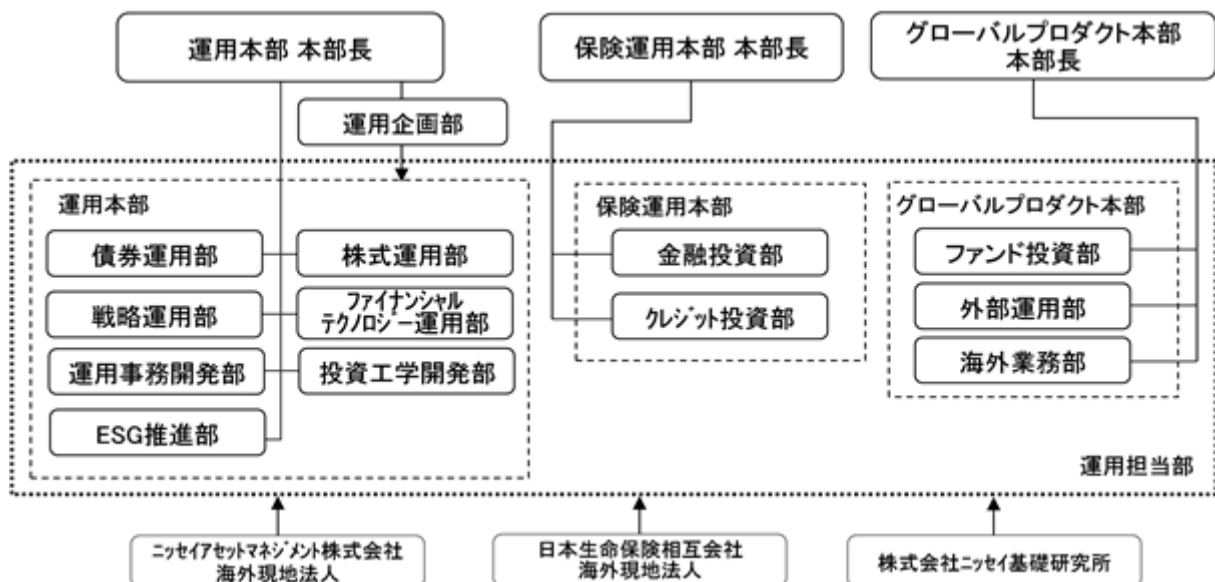 運用本部 本部長
保険運用本部 本部長
グローバルプロダクト本部
本部長
運用企画部
運用本部
債券運用部
株式運用部
戦略運用部
ファイナンシャル
テクノロジー運用部
運用事務開発部
投資工学開発部
ESG推進部
保険運用本部
金融投資部
クレジット投資部
グローバルプロダクト本部
ファンド投資部
外部運用部
海外業務部
運用担当部
ニッセイアセットマネジメント株式会社
海外現地法人
日本生命保険相互会社
海外現地法人
株式会社ニッセイ基礎研究所